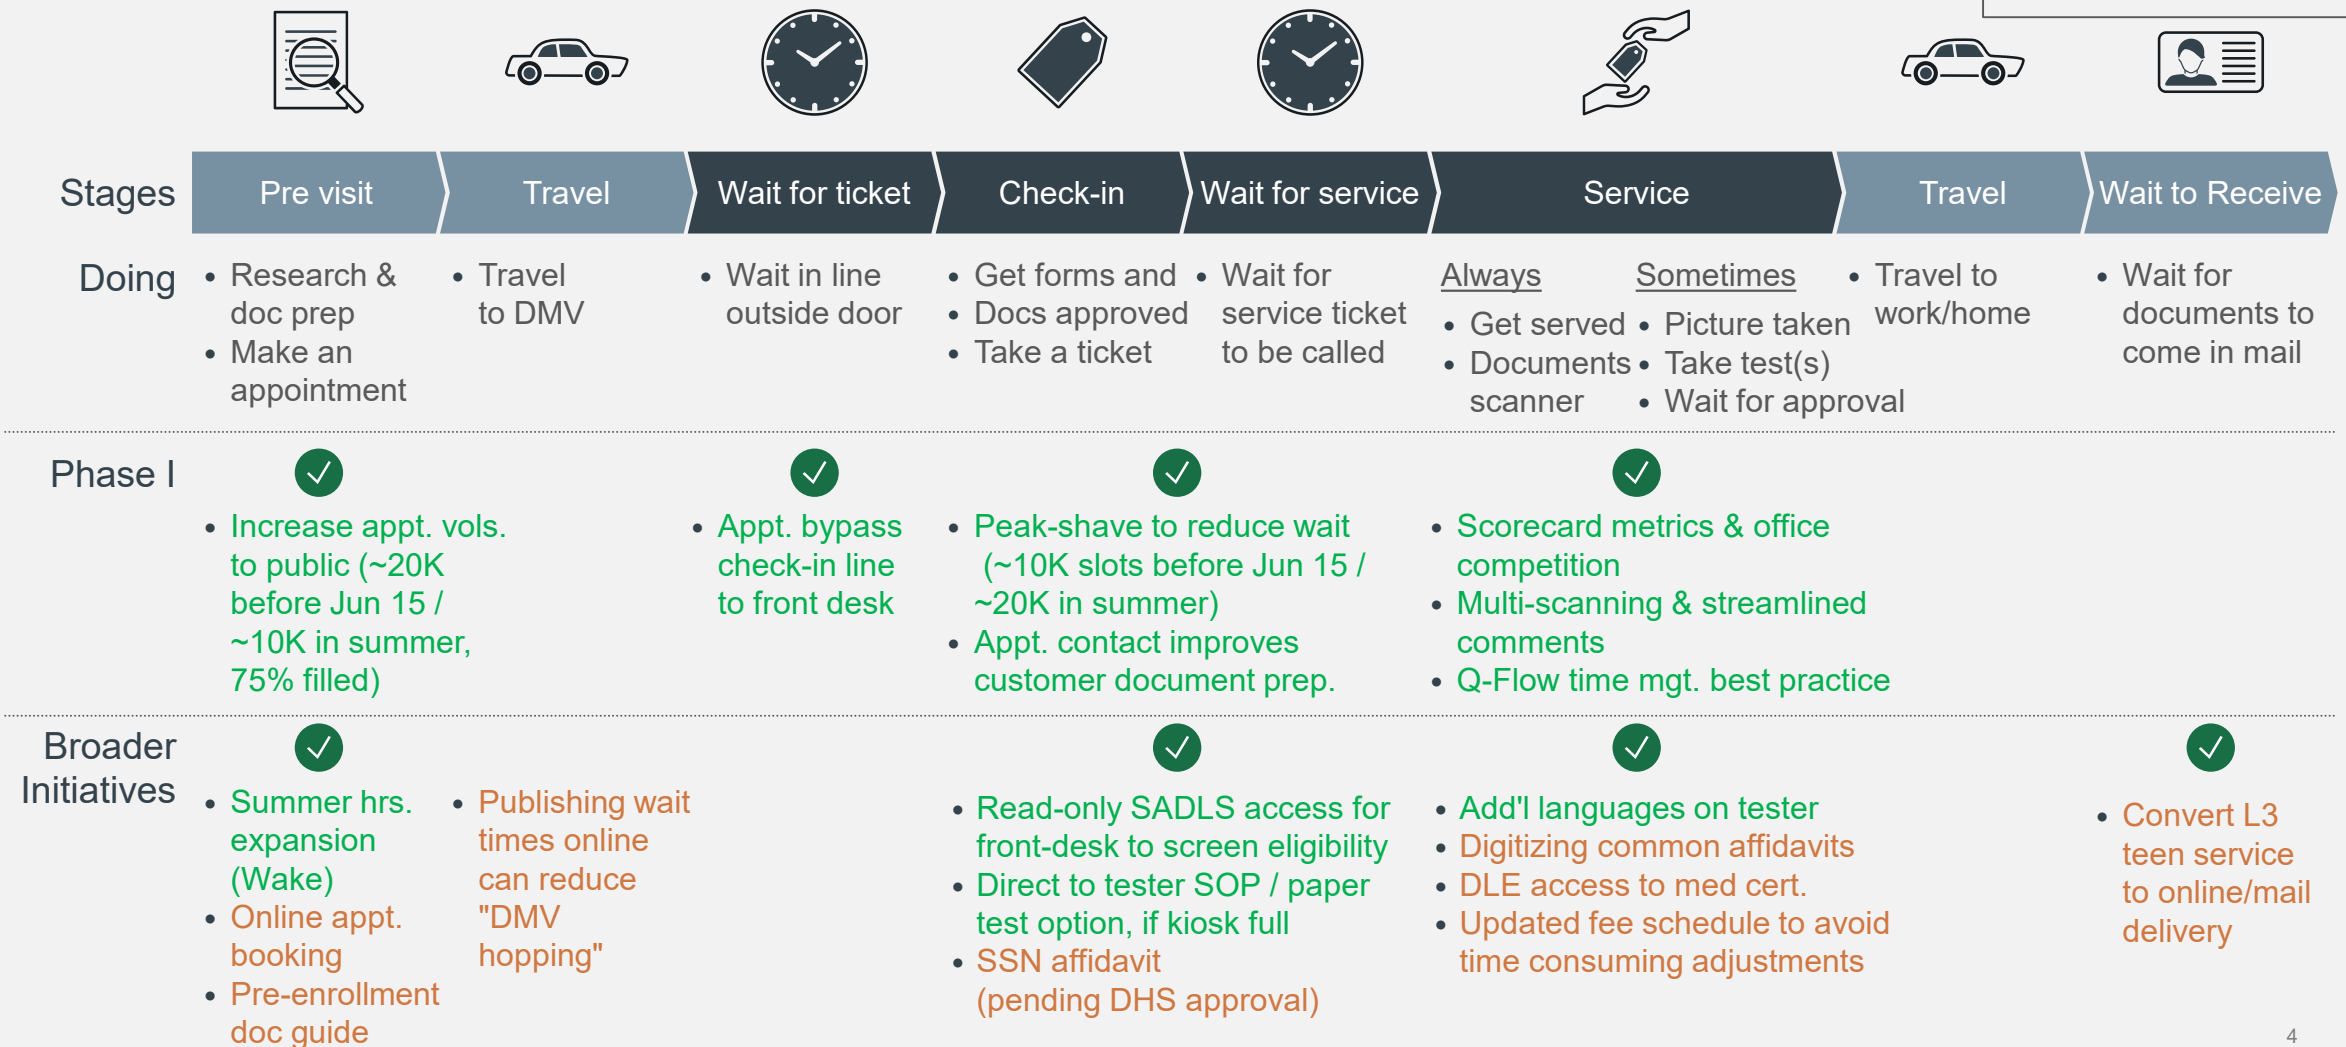 Stages
Pre visit
Travel
Wait for ticket
Check-in
Wait for service
Service
Travel
Wait to Receive
Doing
• Research &
doc prep
• Make an
appointment
• Travel
to DMV
• Wait in line
outside door
• Get forms and
• Docs approved
• Take a ticket
• Wait for
service ticket
to be called
Always
• Get served
• Documents
scanner
Sometimes
• Picture taken
• Take test(s)
• Wait for approval
• Travel to
work/home
• Wait for
documents to
come in mail
Phase I
• Increase appt. vols.
to public (~20K
before Jun 15 /
~10K in summer,
75% filled)
• Appt. bypass
check-in line
to front desk
• Peak-shave to reduce wait
(~10K slots before Jun 15 /
~20K in summer)
• Appt. contact improves
customer document prep.
• Scorecard metrics & office
competition
• Multi-scanning & streamlined
comments
• Q-Flow time mgt. best practice
Broader
Initiatives
• Summer hrs.
expansion
(Wake)
• Online appt.
booking
• Pre-enrollment
doc guide
• Publishing wait
times online
can reduce
"DMV
hopping"
• Read-only SADLS access for
front-desk to screen eligibility
• Direct to tester SOP / paper
test option, if kiosk full
• SSN affidavit
(pending DHS approval)
• Add'l languages on tester
• Digitizing common affidavits
• DLE access to med cert.
• Updated fee schedule to avoid
time consuming adjustments
• Convert L3
teen service
to online/mail
delivery
4